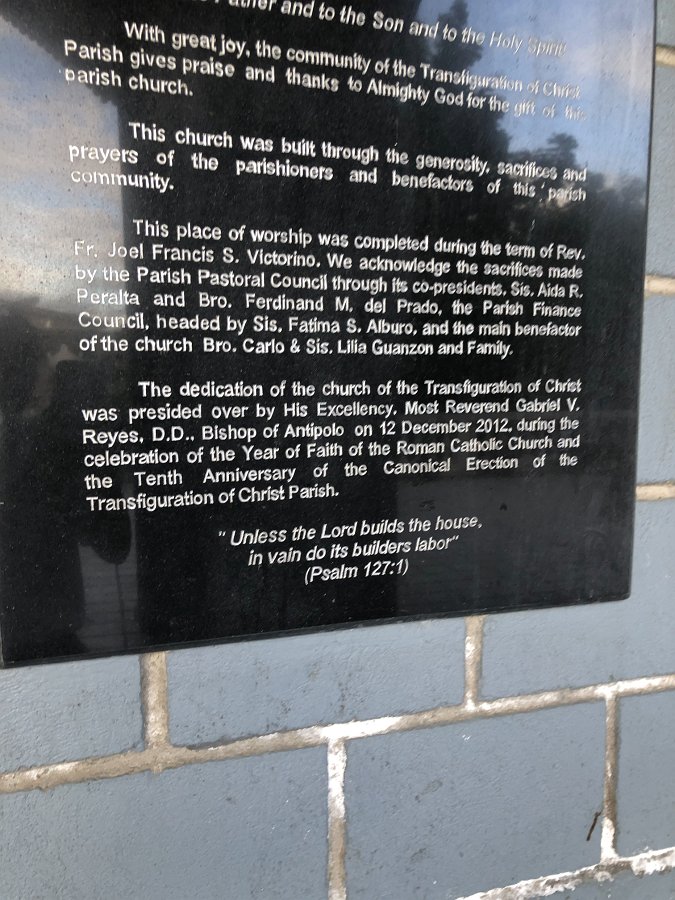 Father and to the Son and to the Holy Spirit
With great joy, the community of the Transfiguration of Christ
Parish gives praise and thanks to Almighty God for the gift of this
parish church.
This church was built through the generosity, sacrifices and
prayers of the parishioners and benefactors of this parish
community.
This place of worship was completed during the term of Rev.
Fr. Joel Francis S. Victorino. We acknowledge the sacrifices made
by the Parish Pastoral Council through its co-presidents, Sis. Aida R.
Peralta and Bro. Ferdinand M. del Prado, the Parish Finance
Council, headed by Sis. Fatima S. Alburo, and the main benefactor
of the church Bro. Carlo & Sis. Lilia Guanzon and Family.
The dedication of the church of the Transfiguration of Christ
was presided over by His Excellency, Most Reverend Gabriel V.
Reyes, D.D., Bishop of Antipolo on 12 December 2012, during the
celebration of the Year of Faith of the Roman Catholic Church and
the Tenth Anniversary of the Canonical Erection of the
Transfiguration of Christ Parish.
" Unless the Lord builds the house,
in vain do its builders labor"
(Psalm 127:1)